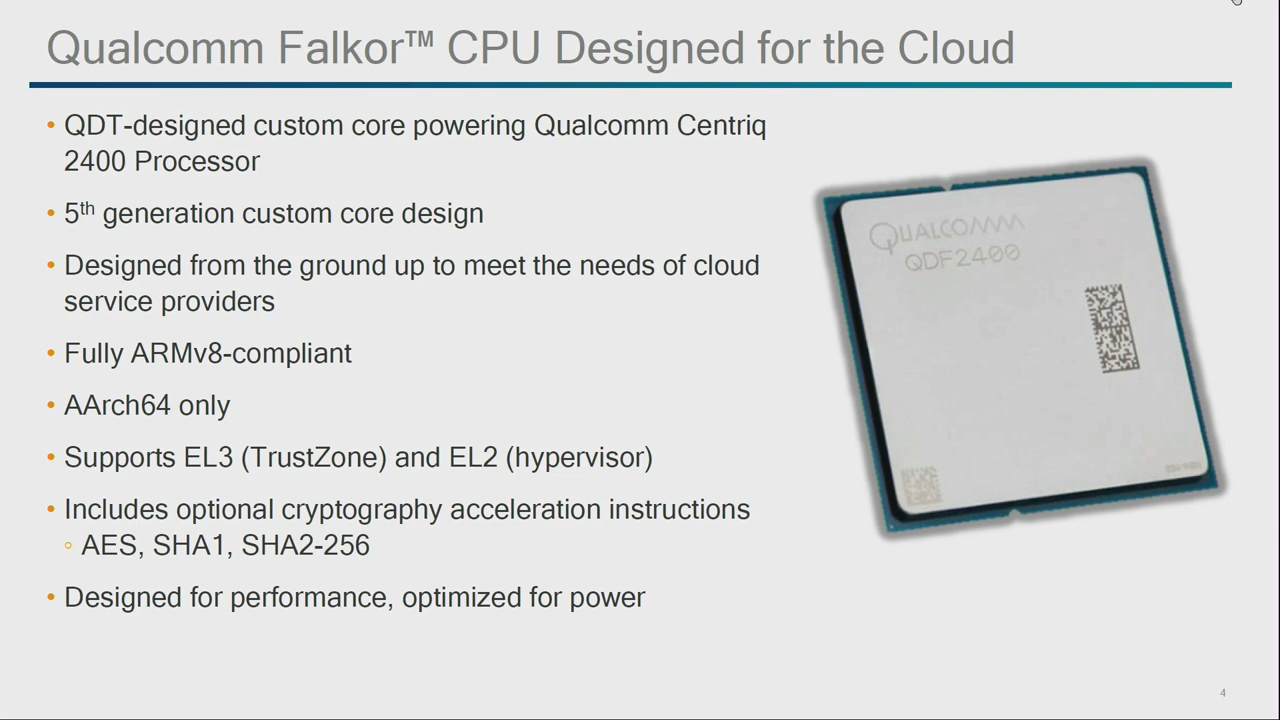 Qualcomm Falkor™ CPU Designed for the Cloud
• QDT-designed custom core powering Qualcomm Centriq
2400 Processor
• 5th generation custom core design
• Designed from the ground up to meet the needs of cloud
service providers
• Fully ARMv8-compliant
• AArch64 only
• Supports EL3 (TrustZone) and EL2 (hypervisor)
• Includes optional cryptography acceleration instructions
◦ AES, SHA1, SHA2-256
• Designed for performance, optimized for power
QUALCOMM
QDF2400
4